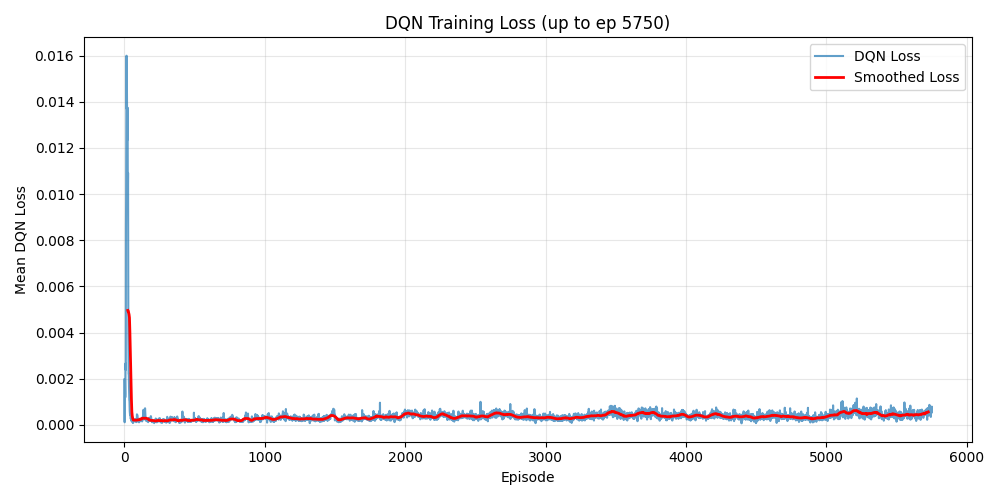 DQN Training Loss (up to ep 5750)
DQN Loss
Smoothed Loss
Mean DQN Loss
0.016
0.014
0.012
0.010
0.008
0.006
0.004
0.002
0.000
0 1000 2000 3000 4000 5000 6000
Episode